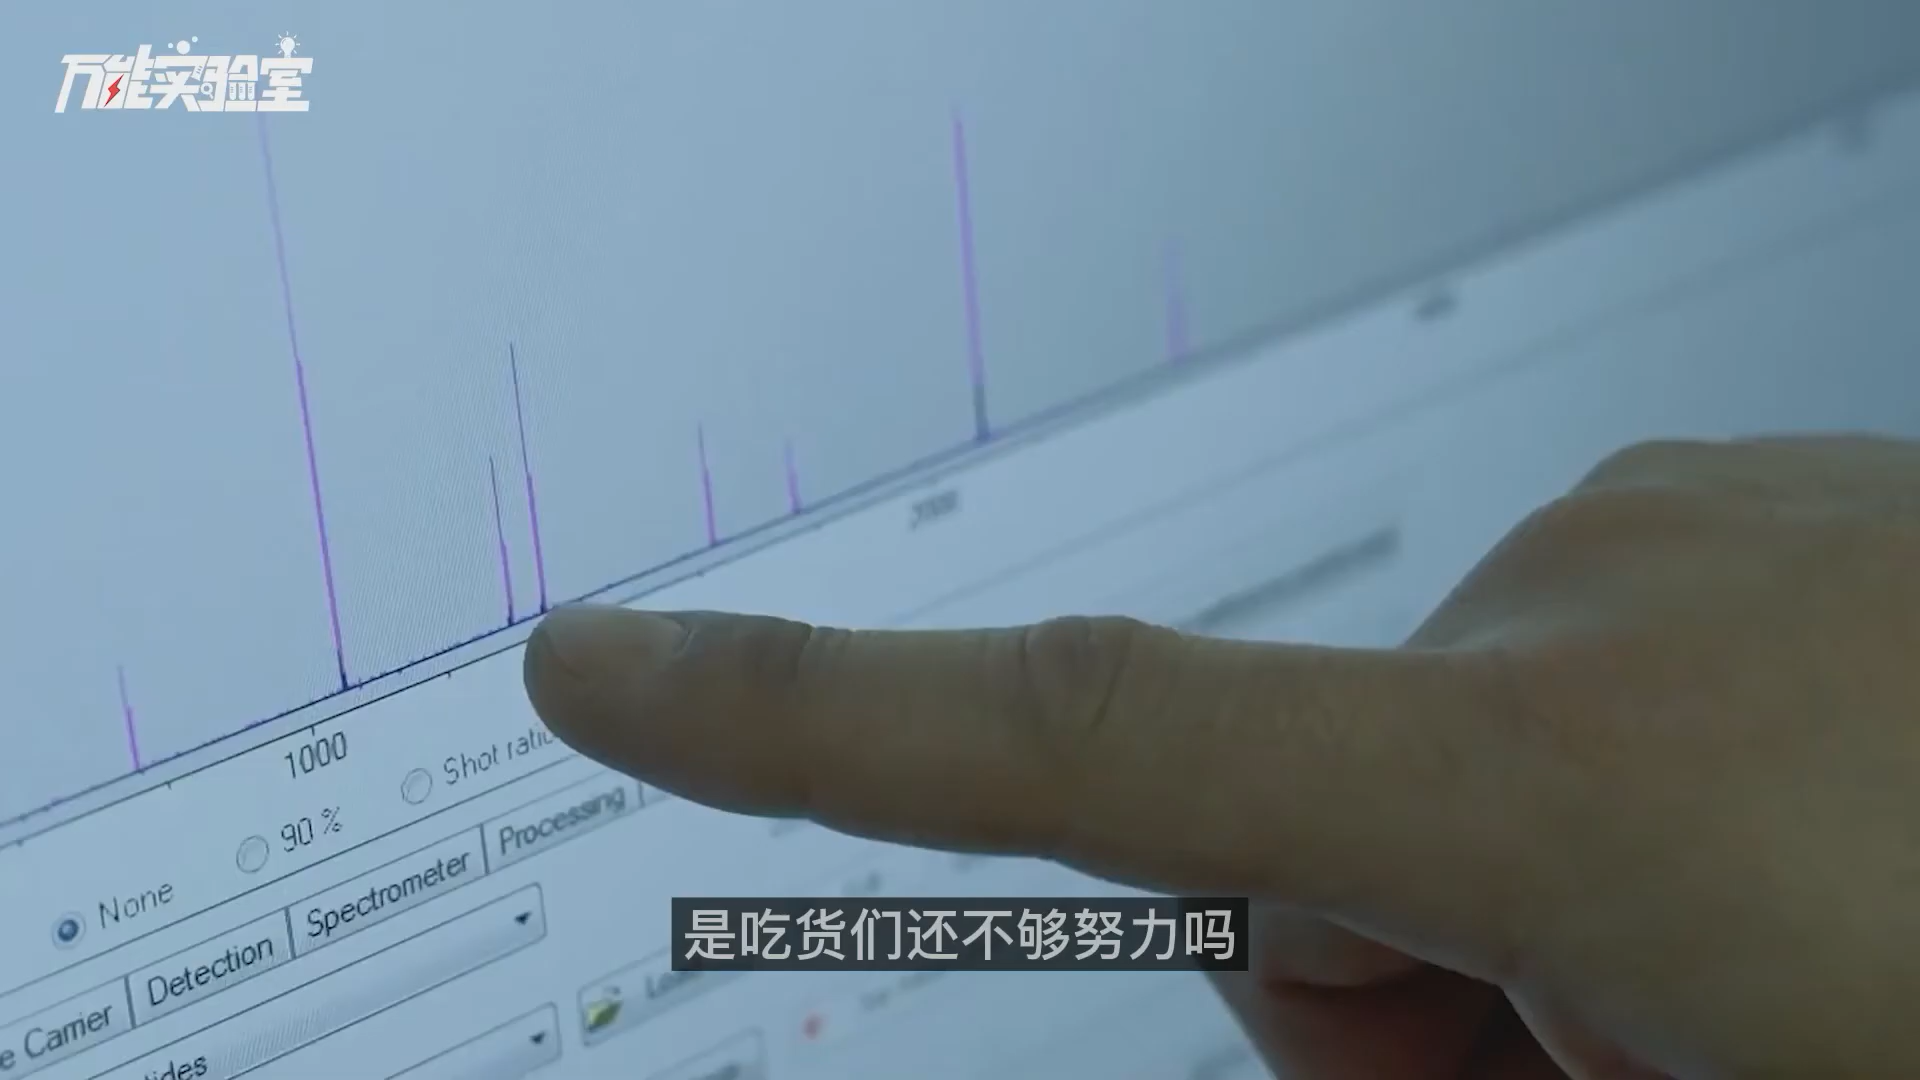 万能实验室
1000
2000
None
90 %
Shot ratio
e Carrier
Detection
Spectrometer
Processing
tides
是吃货们还不够努力吗